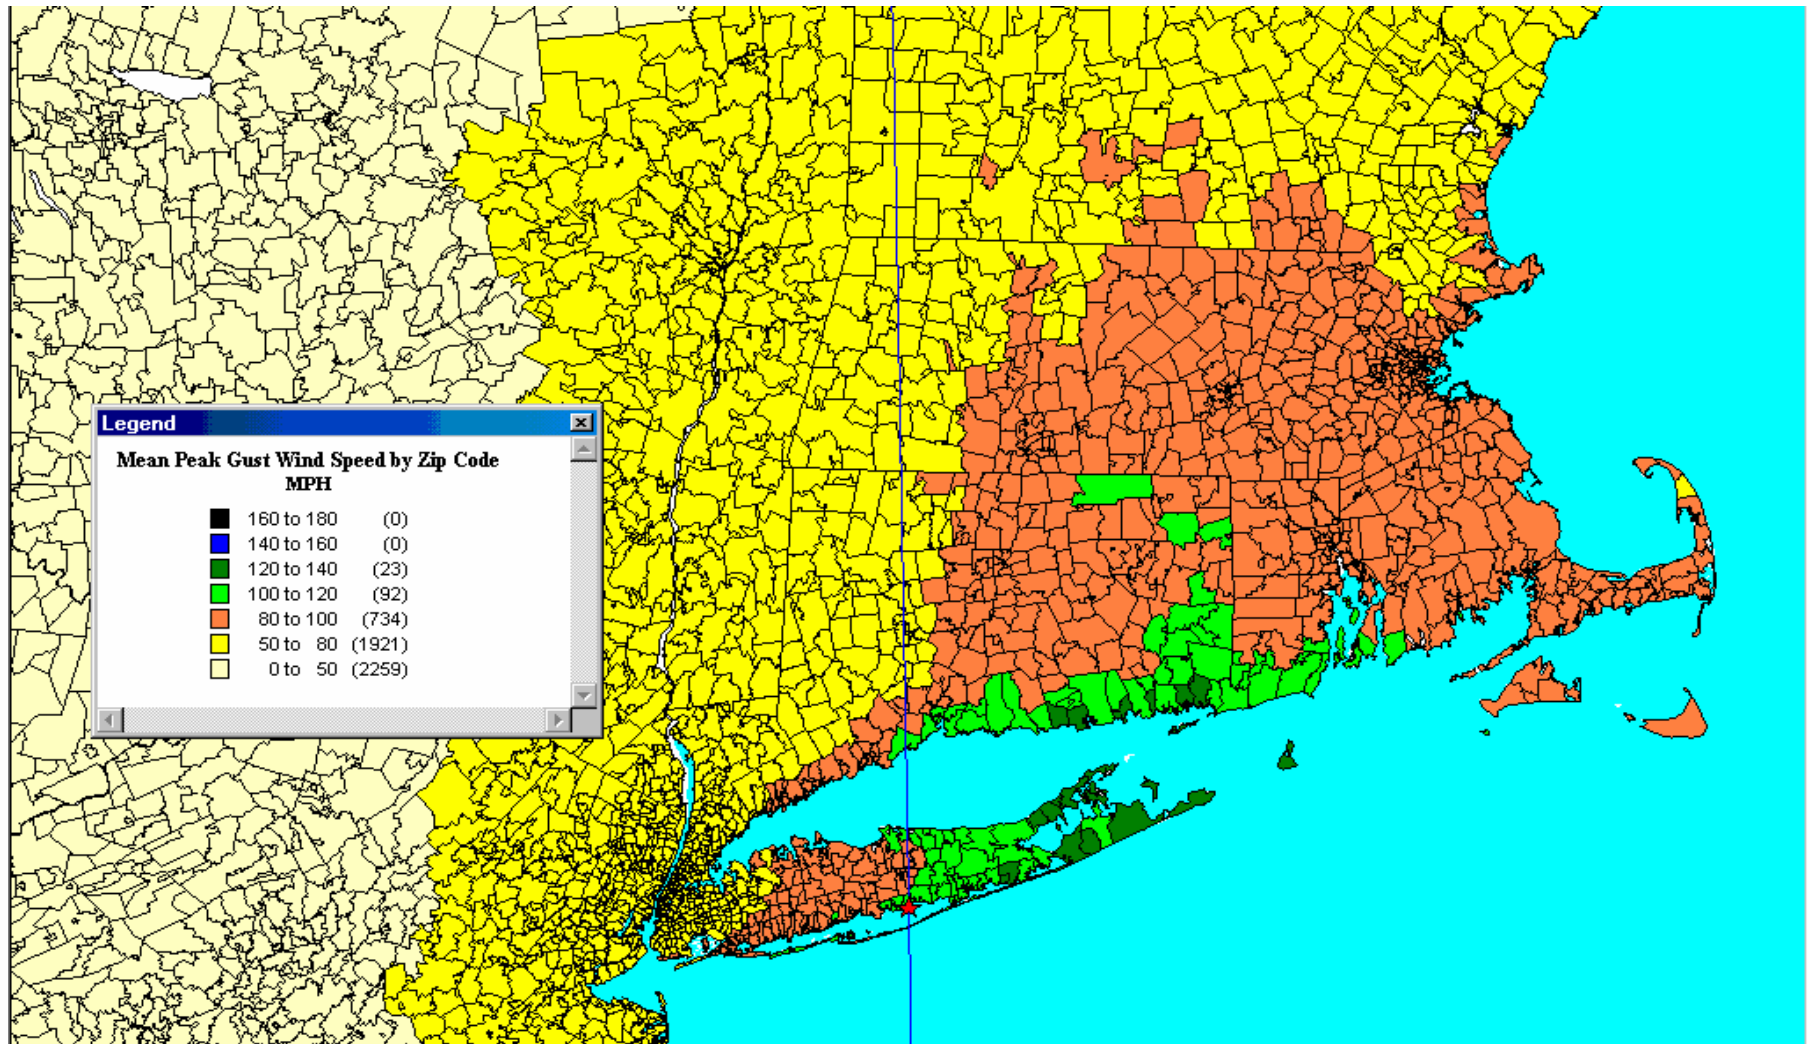 Legend
Mean Peak Gust Wind Speed by Zip Code
MPH
160 to 180 (0)
140 to 160 (0)
120 to 140 (23)
100 to 120 (92)
80 to 100 (734)
50 to 80 (1921)
0 to 50 (2259)